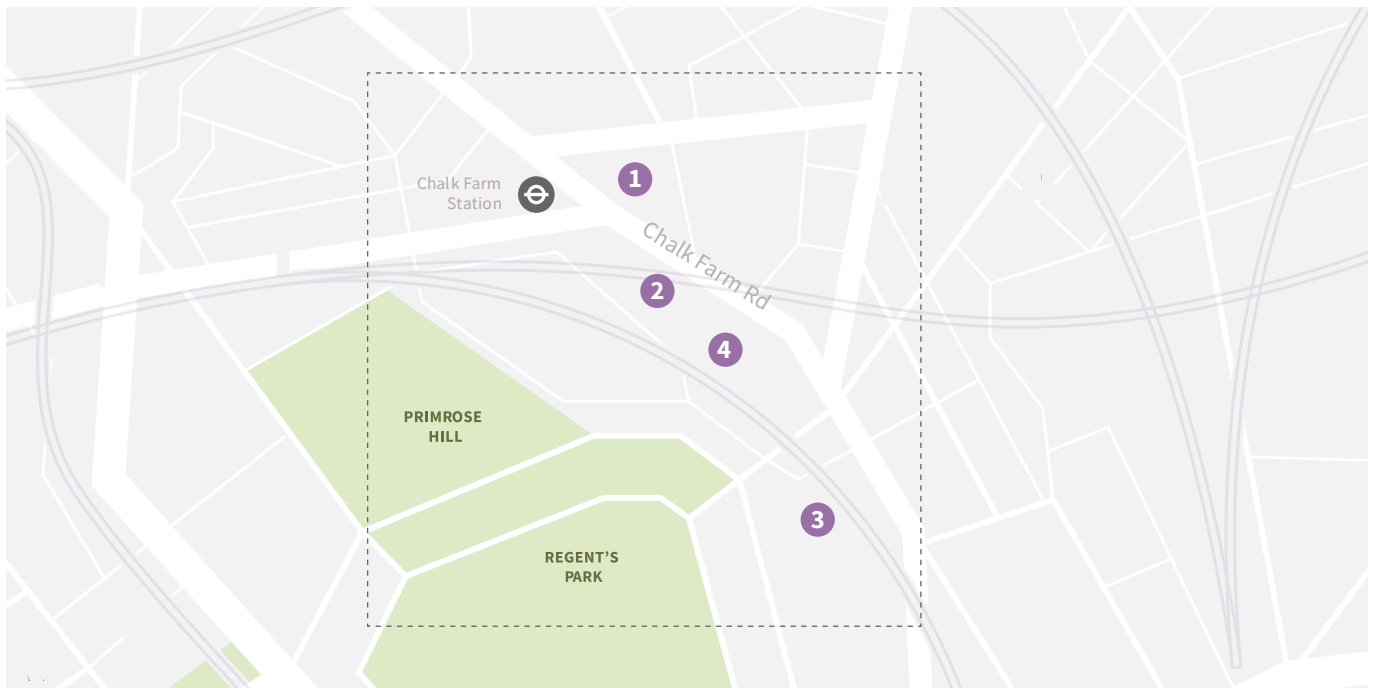 Chalk Farm
Station
1
Chalk Farm Rd
2
4
PRIMROSE
HILL
3
REGENT’S
PARK